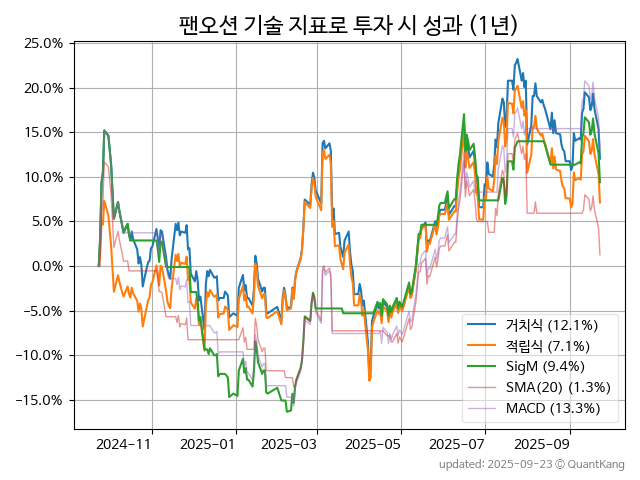 팬오션 기술 지표로 투자 시 성과 (1년)
25.0%
20.0%
15.0%
10.0%
5.0%
0.0%
−5.0%
−10.0%
−15.0%
거치식 (12.1%)
적립식 (7.1%)
SigM (9.4%)
SMA(20) (1.3%)
MACD (13.3%)
2024-11 2025-01 2025-03 2025-05 2025-07 2025-09
updated: 2025-09-23 © QuantKang